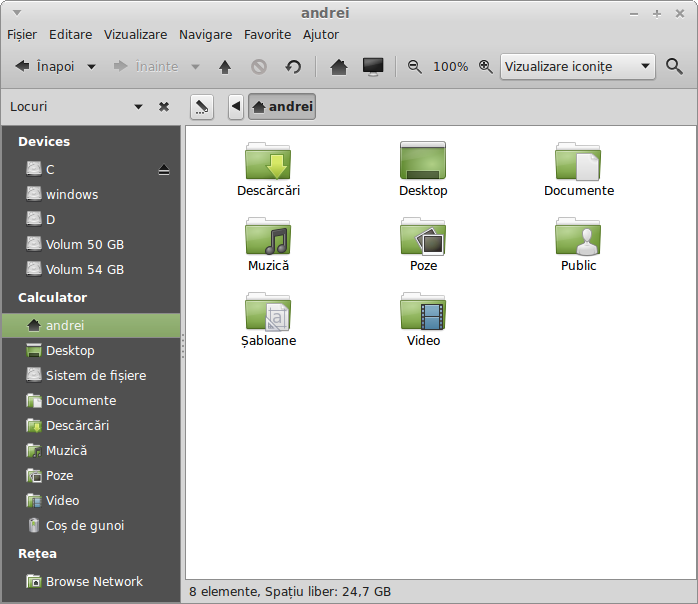 andrei
Fișier Editare Vizualizare Navigare Favorite Ajutor
Înapoi Înainte 100% Vizualizare iconițe
Locuri andrei
Devices
C
windows
D
Volum 50 GB
Volum 54 GB
Calculator
andrei
Desktop
Sistem de fișiere
Documente
Descărcări
Muzică
Poze
Video
Coș de gunoi
Rețea
Browse Network
Descărcări Desktop Documente
Muzică Poze Public
a
Șabloane Video
8 elemente, Spațiu liber: 24,7 GB